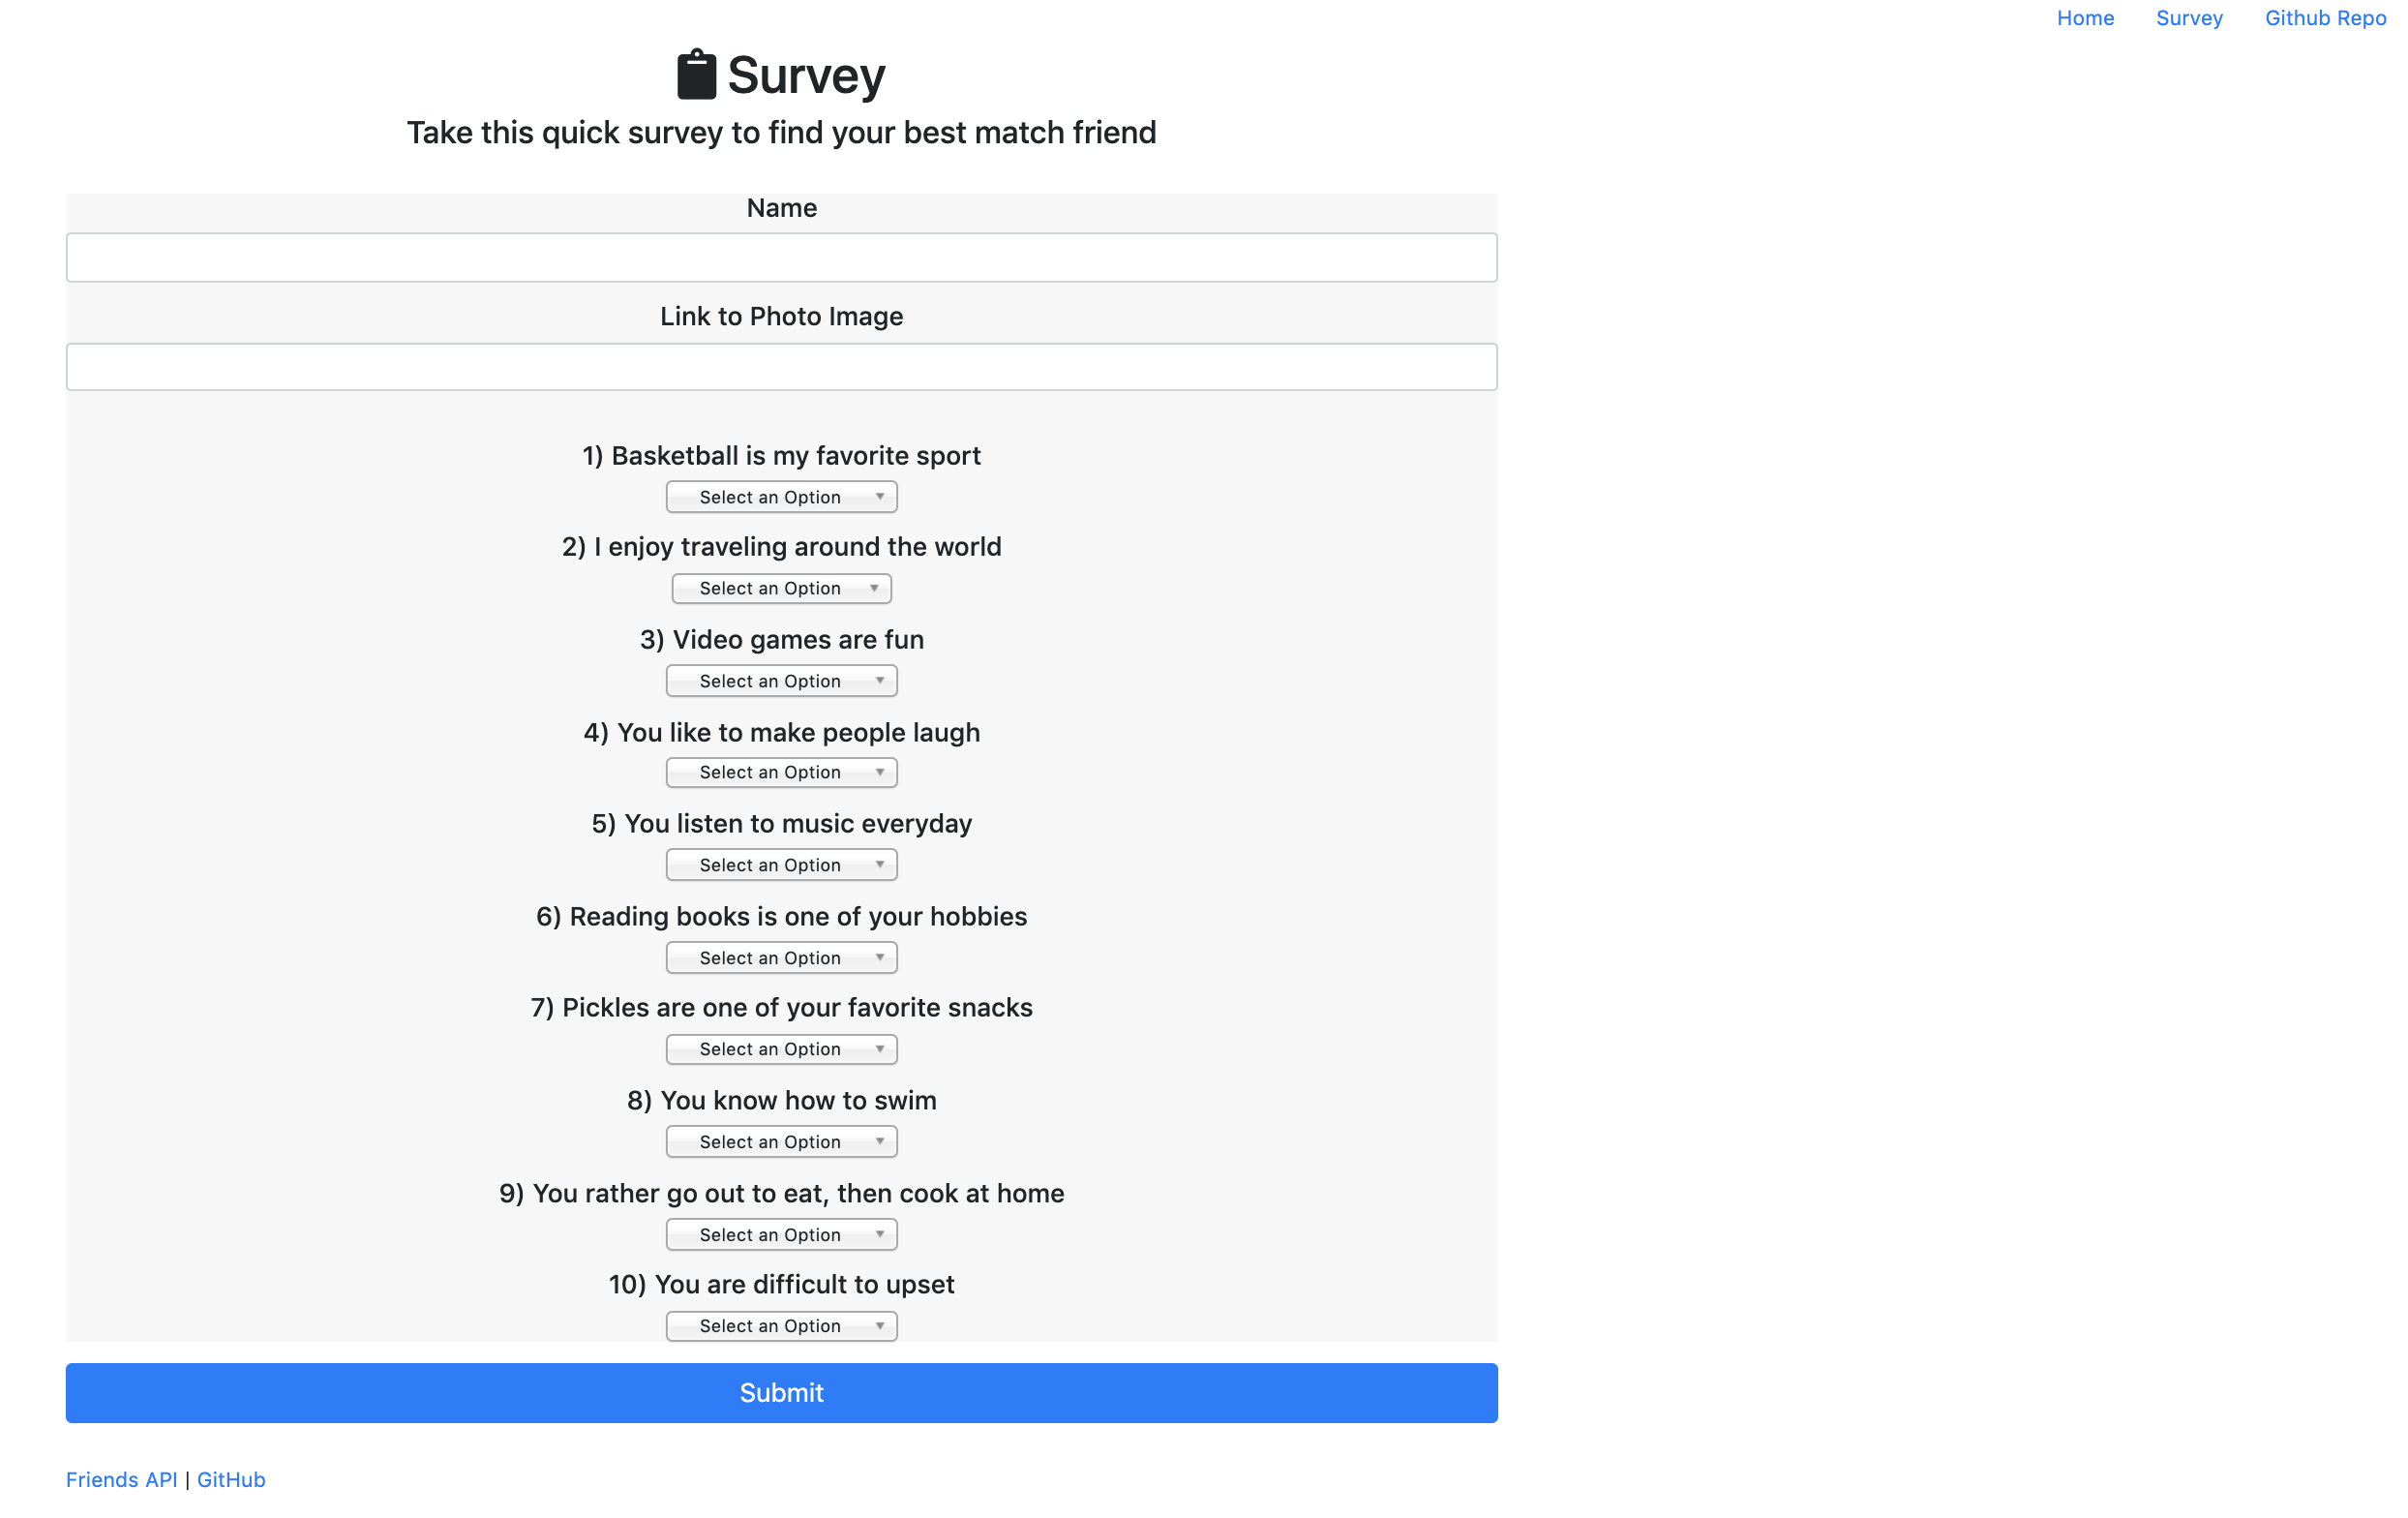 Home Survey Github Repo
Survey
Take this quick survey to find your best match friend
Name
Link to Photo Image
1) Basketball is my favorite sport
Select an Option
2) I enjoy traveling around the world
Select an Option
3) Video games are fun
Select an Option
4) You like to make people laugh
Select an Option
5) You listen to music everyday
Select an Option
6) Reading books is one of your hobbies
Select an Option
7) Pickles are one of your favorite snacks
Select an Option
8) You know how to swim
Select an Option
9) You rather go out to eat, then cook at home
Select an Option
10) You are difficult to upset
Select an Option
Submit
Friends API | GitHub